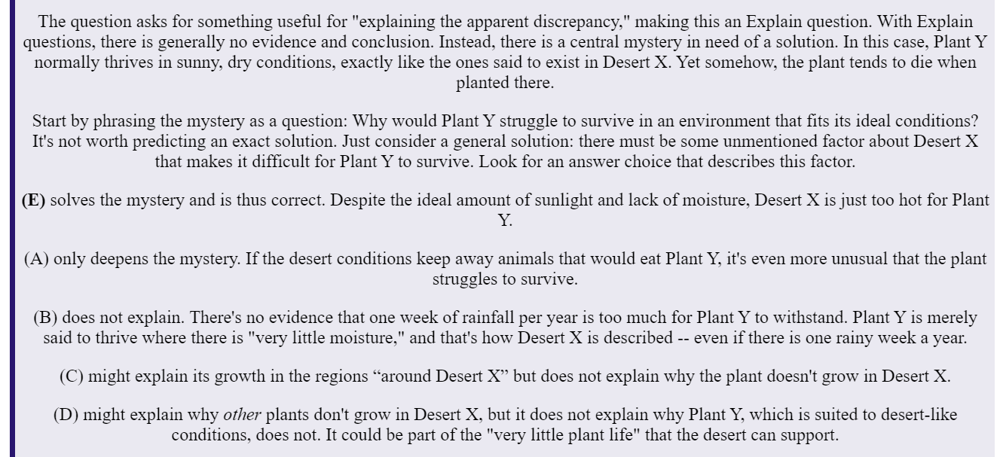 The question asks for something useful for "explaining the apparent discrepancy," making this an Explain question. With Explain
questions, there is generally no evidence and conclusion. Instead, there is a central mystery in need of a solution. In this case, Plant Y
normally thrives in sunny, dry conditions, exactly like the ones said to exist in Desert X. Yet somehow, the plant tends to die when
planted there.
Start by phrasing the mystery as a question: Why would Plant Y struggle to survive in an environment that fits its ideal conditions?
It's not worth predicting an exact solution. Just consider a general solution: there must be some unmentioned factor about Desert X
that makes it difficult for Plant Y to survive. Look for an answer choice that describes this factor.
(E) solves the mystery and is thus correct. Despite the ideal amount of sunlight and lack of moisture, Desert X is just too hot for Plant
Y.
(A) only deepens the mystery. If the desert conditions keep away animals that would eat Plant Y, it's even more unusual that the plant
struggles to survive.
(B) does not explain. There's no evidence that one week of rainfall per year is too much for Plant Y to withstand. Plant Y is merely
said to thrive where there is "very little moisture," and that's how Desert X is described -- even if there is one rainy week a year.
(C) might explain its growth in the regions “around Desert X” but does not explain why the plant doesn't grow in Desert X.
(D) might explain why other plants don't grow in Desert X, but it does not explain why Plant Y, which is suited to desert-like
conditions, does not. It could be part of the "very little plant life" that the desert can support.